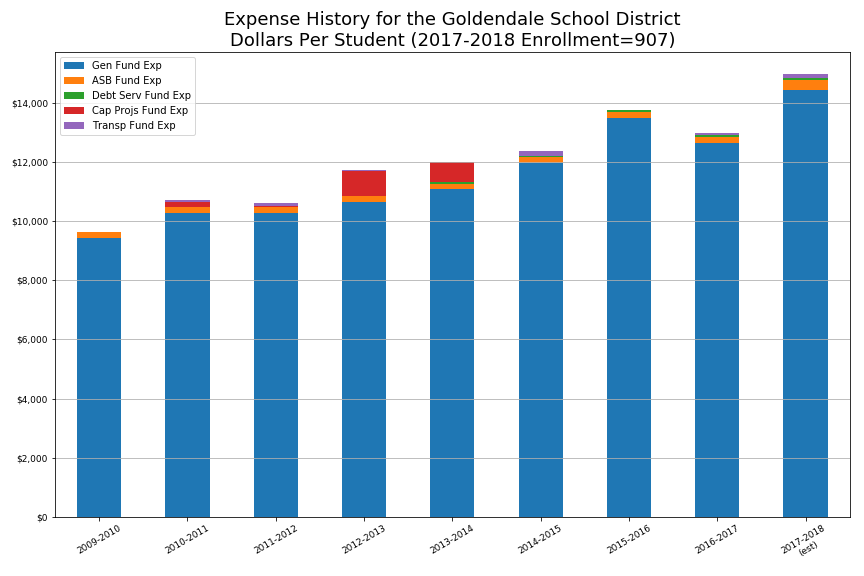 Expense History for the Goldendale School District
Dollars Per Student (2017-2018 Enrollment=907)
Gen Fund Exp
ASB Fund Exp
Debt Serv Fund Exp
Cap Projs Fund Exp
Transp Fund Exp
$14,000
$12,000
$10,000
$8,000
$6,000
$4,000
$2,000
$0
2009-2010
2010-2011
2011-2012
2012-2013
2013-2014
2014-2015
2015-2016
2016-2017
2017-2018
(est)